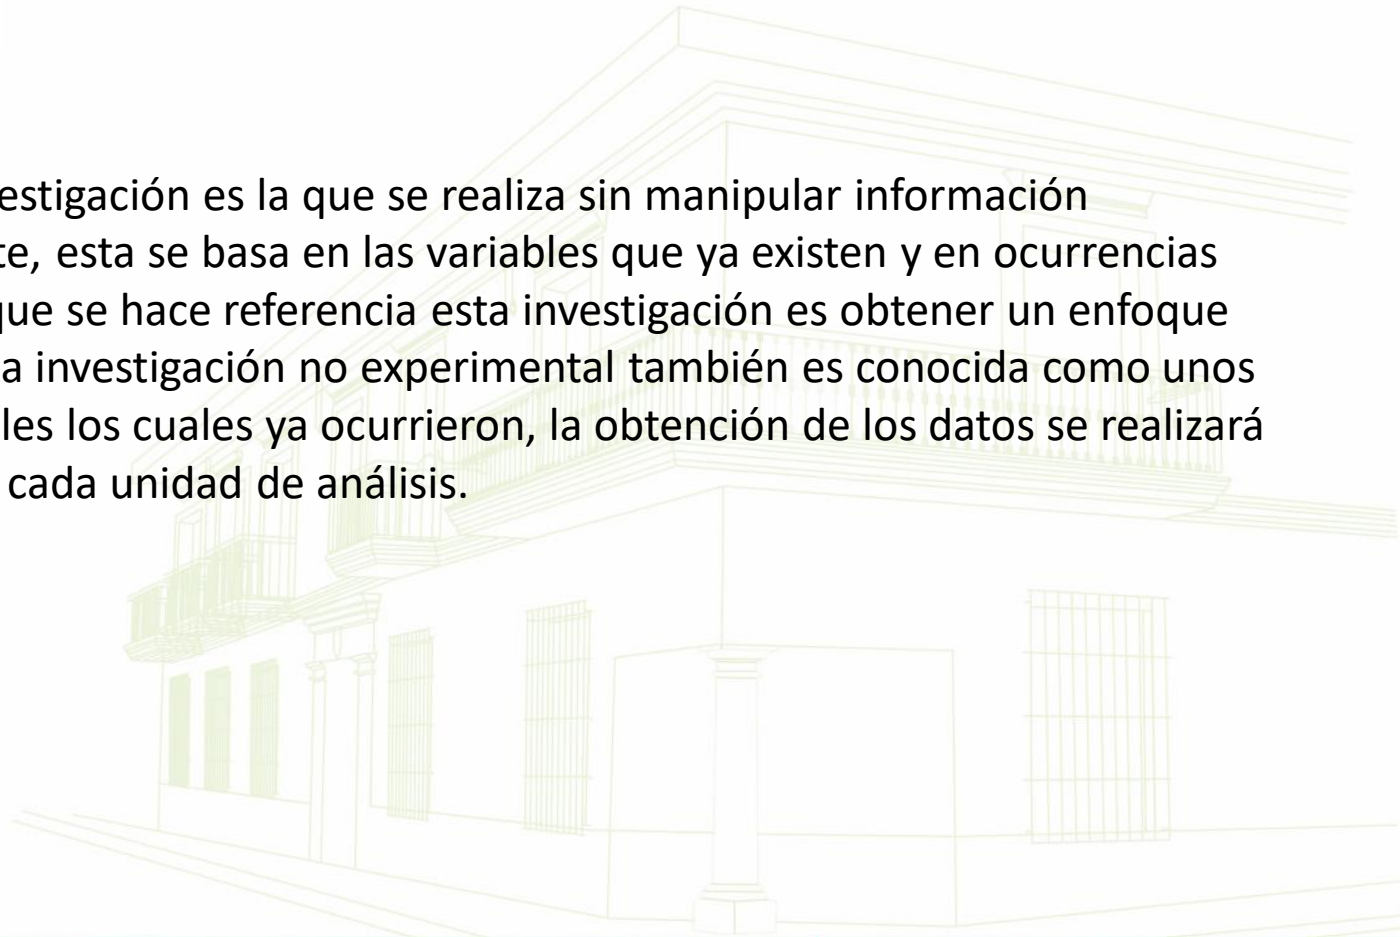 estigación es la que se realiza sin manipular información
te, esta se basa en las variables que ya existen y en ocurrencias
que se hace referencia esta investigación es obtener un enfoque
a investigación no experimental también es conocida como unos
les los cuales ya ocurrieron, la obtención de los datos se realizará
cada unidad de análisis.